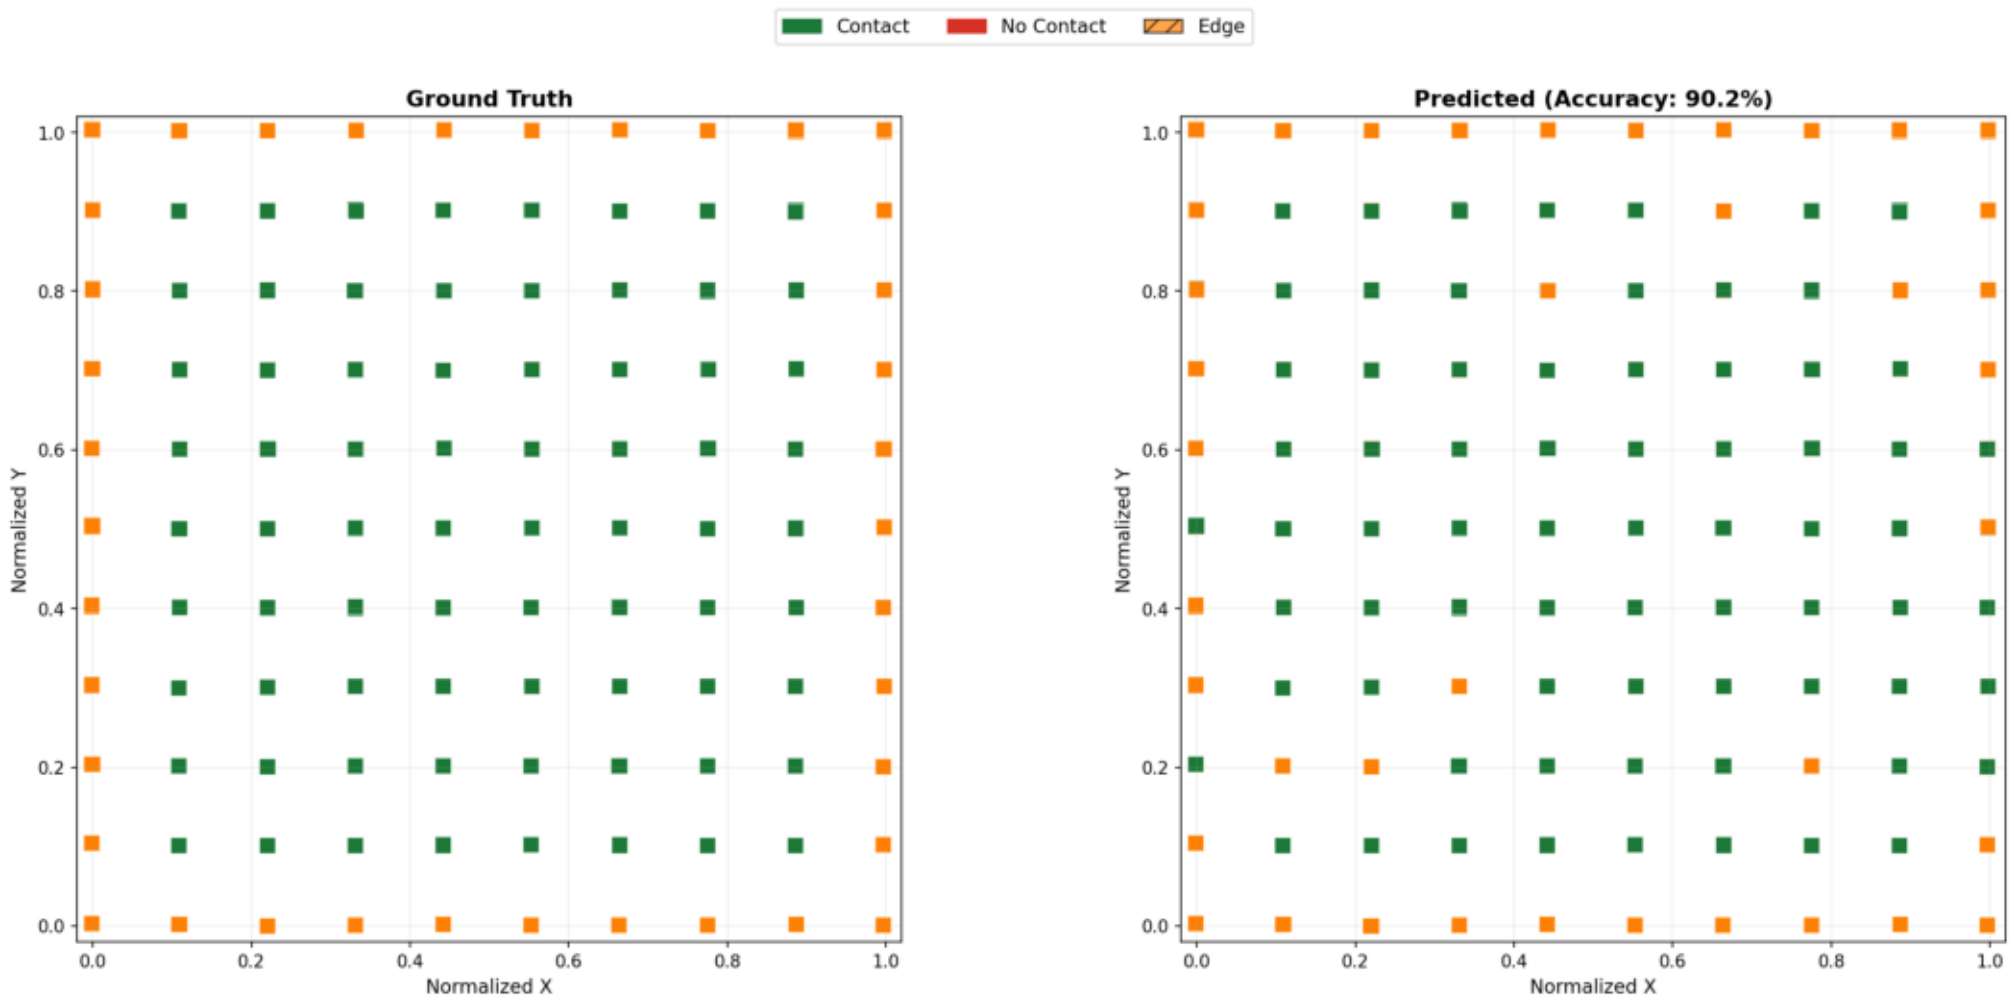 Contact No Contact Edge
Ground Truth
1.0
0.8
0.6
0.4
0.2
0.0
Normalized Y
0.0 0.2 0.4 0.6 0.8 1.0
Normalized X
Predicted (Accuracy: 90.2%)
1.0
0.8
0.6
0.4
0.2
0.0
Normalized Y
0.0 0.2 0.4 0.6 0.8 1.0
Normalized X